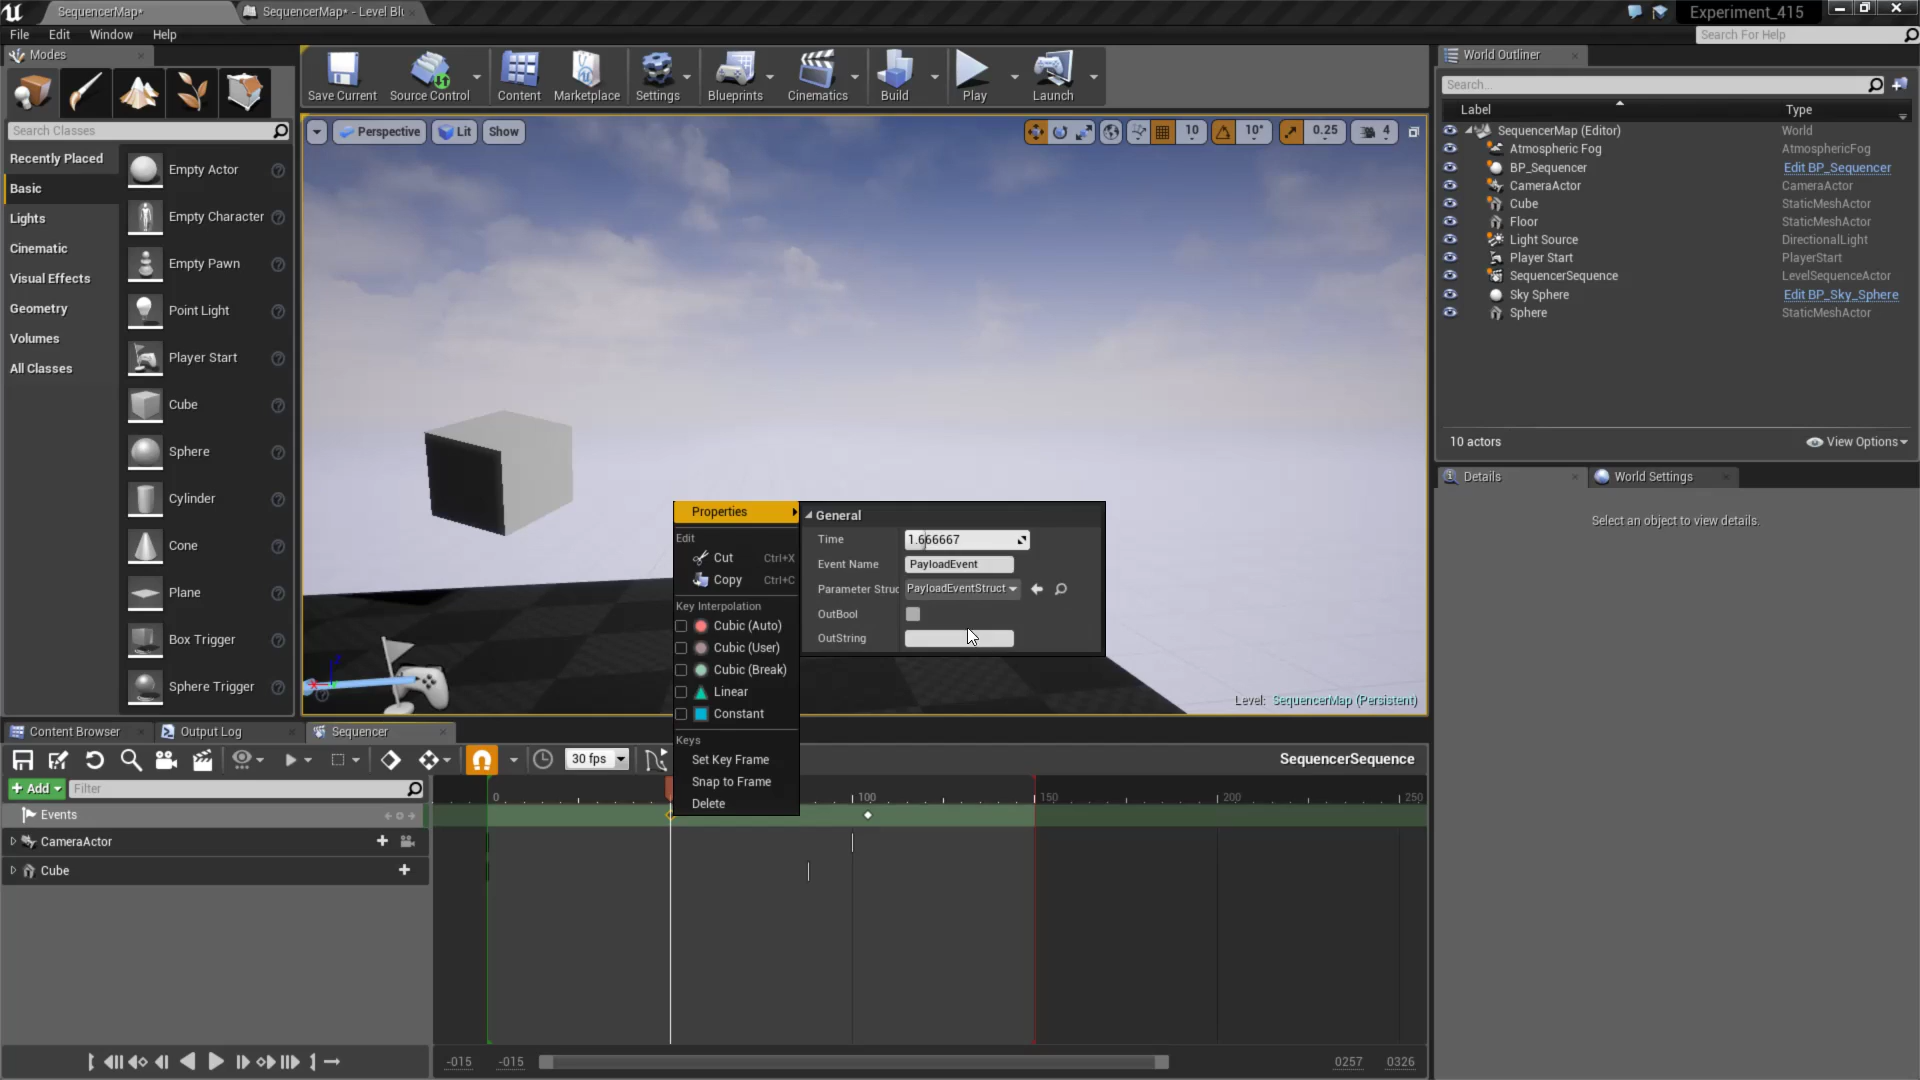 SequencerMap*
SequencerMap* - Level Blu
Experiment_415
File Edit Window Help
Search For Help
Modes
Save Current
Source Control
Content
Marketplace
Settings
Blueprints
Cinematics
Build
Play
Launch
Search Classes
Recently Placed
Basic
Lights
Cinematic
Visual Effects
Geometry
Volumes
All Classes
Empty Actor
Empty Character
Empty Pawn
Point Light
Player Start
Cube
Sphere
Cylinder
Cone
Plane
Box Trigger
Sphere Trigger
Perspective
Lit
Show
10
10°
0.25
4
Properties
Edit
Cut Ctrl+X
Copy Ctrl+C
Key Interpolation
Cubic (Auto)
Cubic (User)
Cubic (Break)
Linear
Constant
Keys
Set Key Frame
Snap to Frame
Delete
General
Time 1.666667
Event Name PayloadEvent
Parameter Struc PayloadEventStruct
OutBool
OutString
Level: SequencerMap (Persistent)
World Outliner
Search...
Label Type
SequencerMap (Editor) World
Atmospheric Fog AtmosphericFog
BP_Sequencer Edit BP_Sequencer
CameraActor CameraActor
Cube StaticMeshActor
Floor StaticMeshActor
Light Source DirectionalLight
Player Start PlayerStart
SequencerSequence LevelSequenceActor
Sky Sphere Edit BP_Sky_Sphere
Sphere StaticMeshActor
10 actors
View Options
Details
World Settings
Select an object to view details.
Content Browser
Output Log
Sequencer
30 fps
SequencerSequence
Add
Filter
0
100
150
200
250
Events
CameraActor
Cube
-015
-015
0257
0326